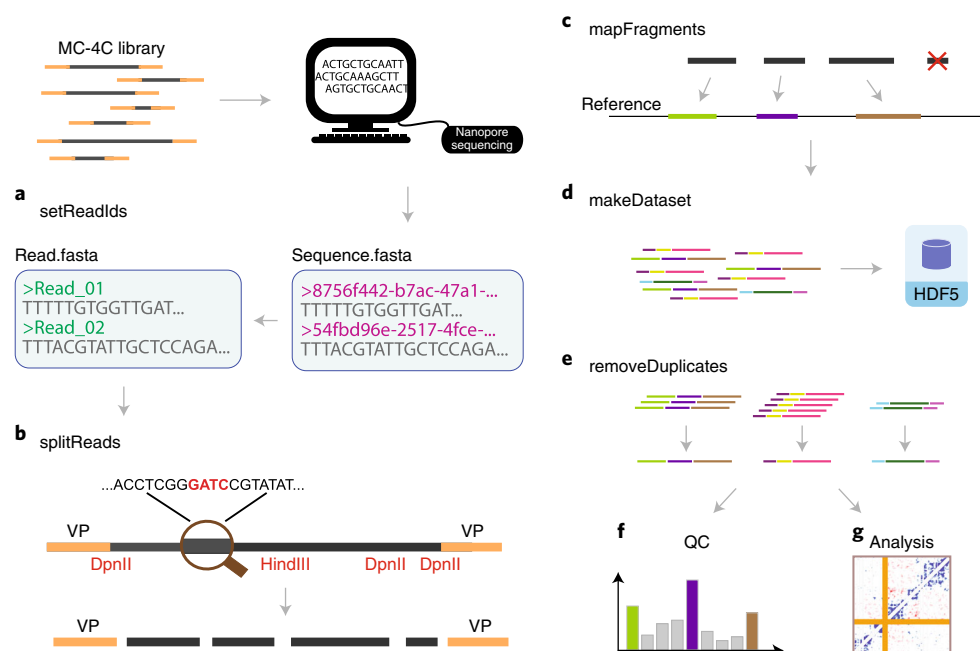 MC-4C library
ACTGCTGCAATT
ACTGCAAAGCTT
AGTGCTGCAACT
Nanopore
sequencing
a
setReadIds
Read.fasta
>Read_01
TTTTTGTGGTTGAT...
>Read_02
TTTACGTATTGCTCCAGA...
Sequence.fasta
>8756f442-b7ac-47a1-...
TTTTTGTGGTTGAT...
>54fbd96e-2517-4fce-...
TTTACGTATTGCTCCAGA...
b
splitReads
...ACCTCGGGATCCGTATAT...
VP
VP
DpnII
HindIII
DpnII
DpnII
VP
VP
c
mapFragments
Reference
d
makeDataset
HDF5
e
removeDuplicates
f
QC
g
Analysis